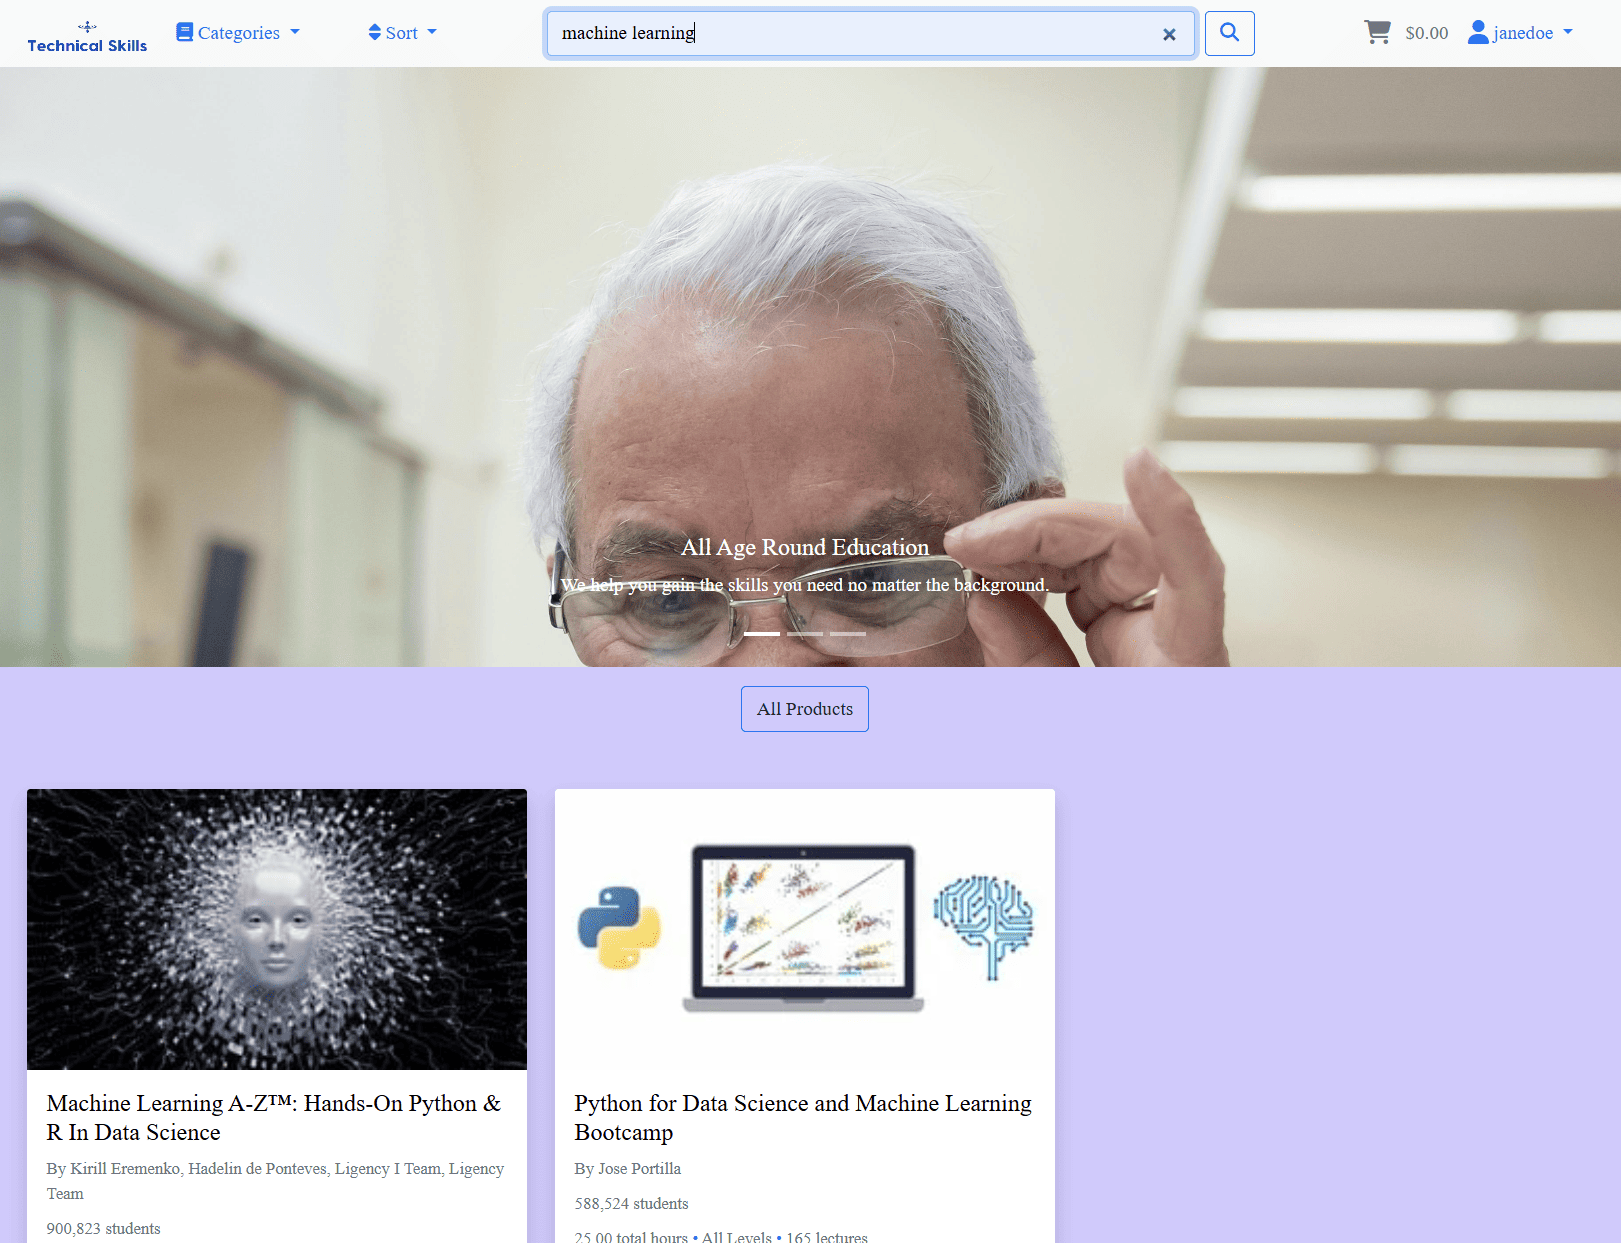 Technical Skills
Categories
Sort
machine learning
$0.00
janedoe
All Age Round Education
We help you gain the skills you need no matter the background.
All Products
Machine Learning A-Z™: Hands-On Python &
R In Data Science
By Kirill Eremenko, Hadelin de Ponteves, Ligency I Team, Ligency
Team
900,823 students
Python for Data Science and Machine Learning
Bootcamp
By Jose Portilla
588,524 students
25.00 total hours • All Levels • 165 lectures